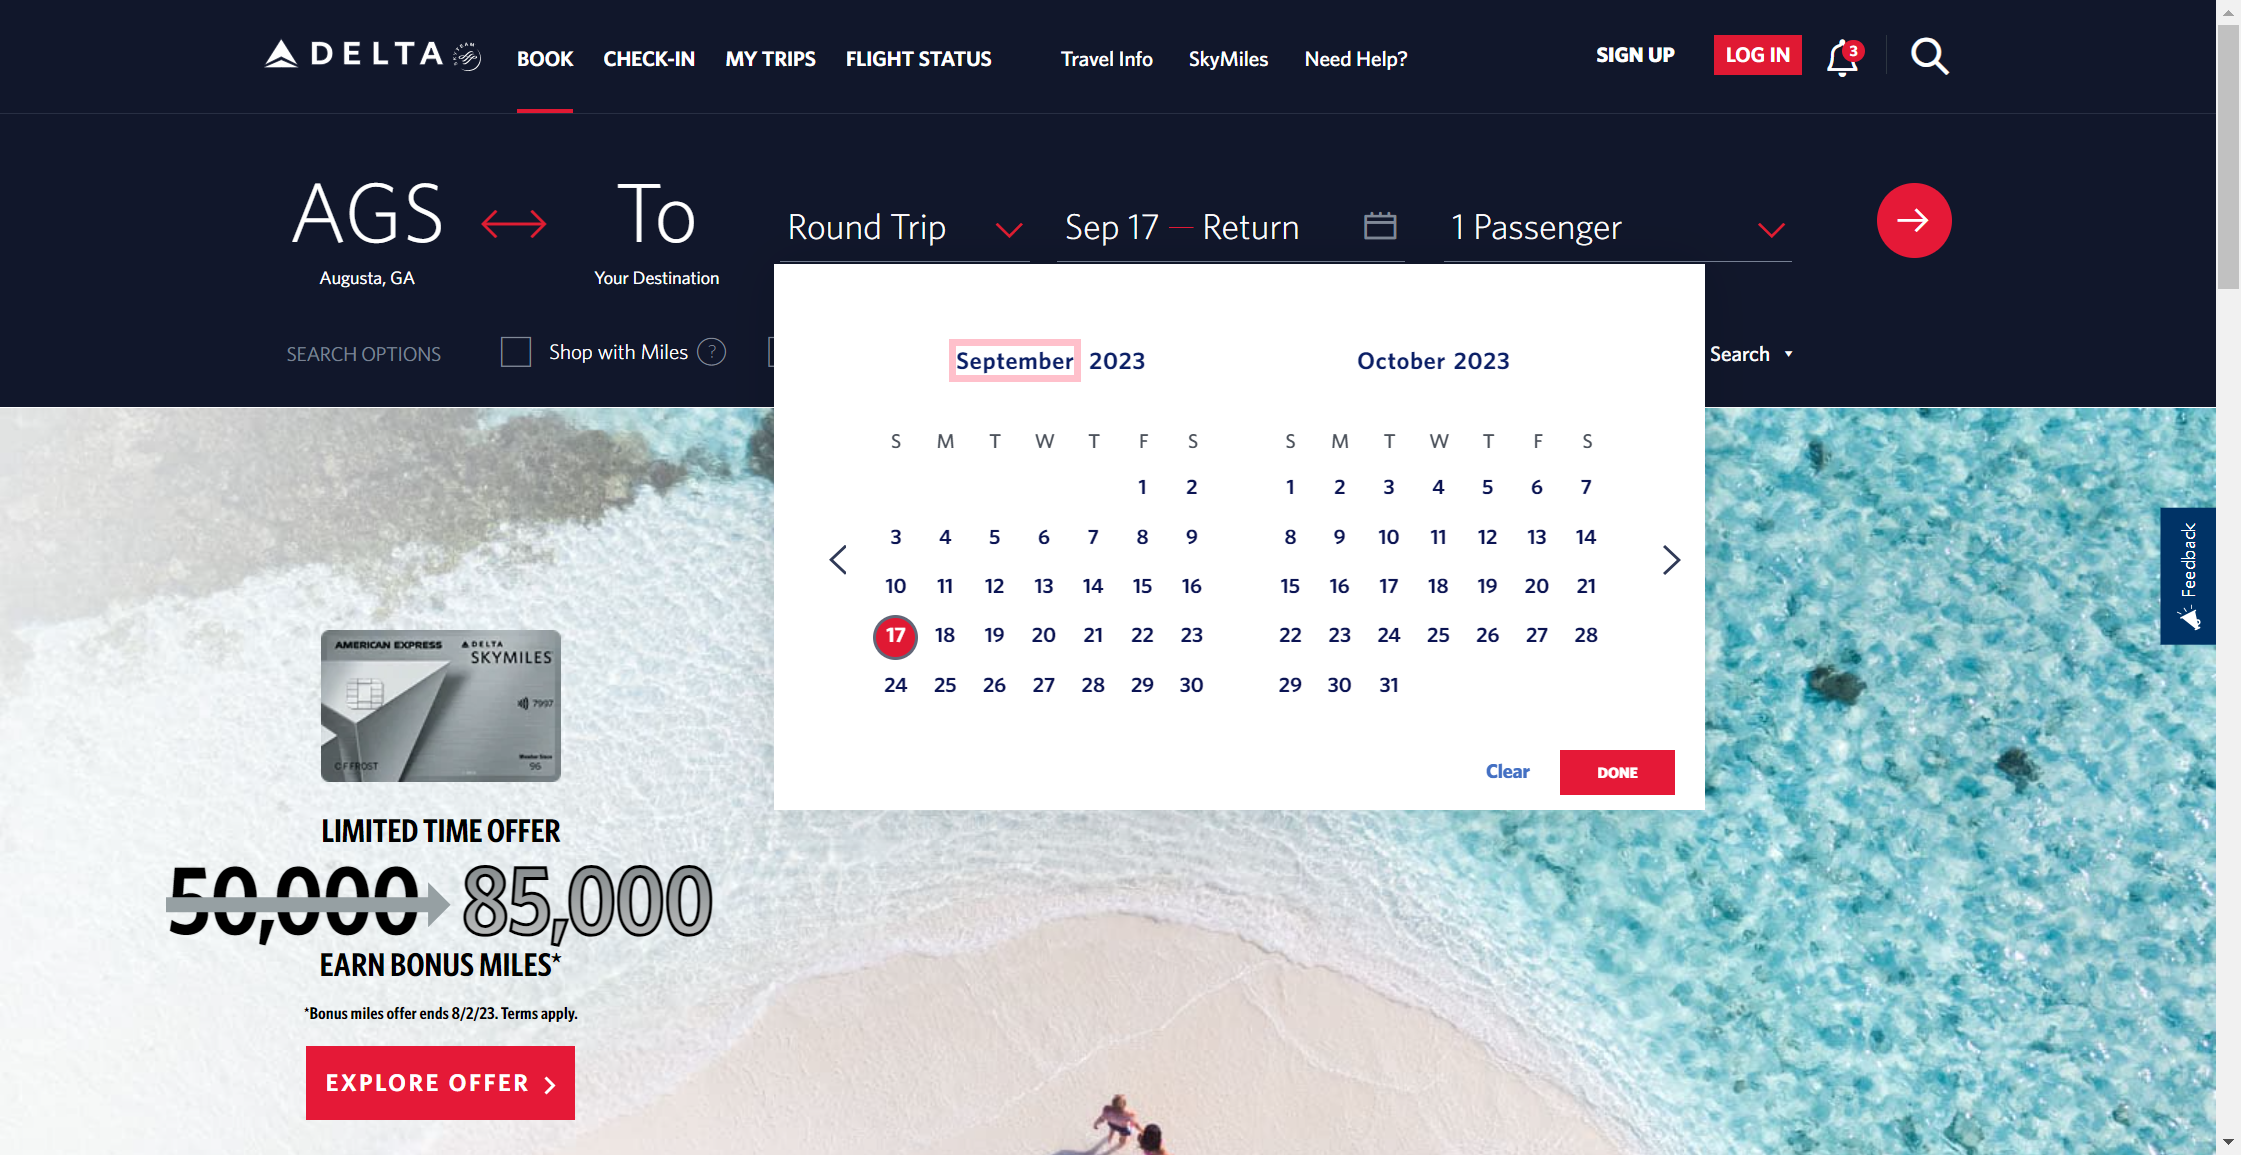 DELTA
BOOK CHECK-IN MY TRIPS FLIGHT STATUS Travel Info SkyMiles Need Help? SIGN UP LOG IN 3
AGS To Round Trip Sep 17 — Return 1 Passenger
Augusta, GA Your Destination
SEARCH OPTIONS Shop with Miles ? Search
September 2023 October 2023
S M T W T F S S M T W T F S
1 2 1 2 3 4 5 6 7
3 4 5 6 7 8 9 8 9 10 11 12 13 14
10 11 12 13 14 15 16 15 16 17 18 19 20 21
17 18 19 20 21 22 23 22 23 24 25 26 27 28
24 25 26 27 28 29 30 29 30 31
Clear DONE
Feedback
AMERICAN EXPRESS DELTA
SKYMILES
7997
Member Since
96
C F FROST
LIMITED TIME OFFER
50,000 85,000
EARN BONUS MILES*
*Bonus miles offer ends 8/2/23. Terms apply.
EXPLORE OFFER